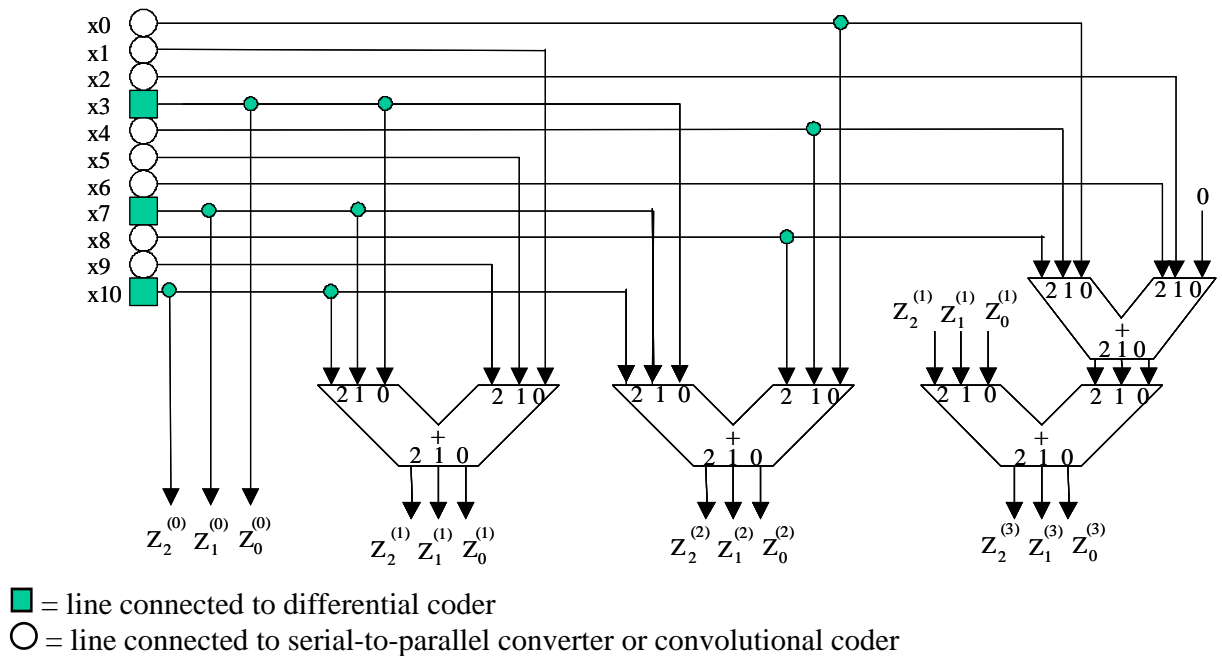 x0
x1
x2
x3
x4
x5
x6
x7
x8
x9
x10
0
2 1 0 2 1 0
+
2 1 0
Z₂⁽¹⁾ Z₁⁽¹⁾ Z₀⁽¹⁾
2 1 0 2 1 0
+
2 1 0
2 1 0 2 1 0
+
2 1 0
2 1 0 2 1 0
+
2 1 0
Z₂⁽⁰⁾ Z₁⁽⁰⁾ Z₀⁽⁰⁾
Z₂⁽¹⁾ Z₁⁽¹⁾ Z₀⁽¹⁾
Z₂⁽²⁾ Z₁⁽²⁾ Z₀⁽²⁾
Z₂⁽³⁾ Z₁⁽³⁾ Z₀⁽³⁾
= line connected to differential coder
= line connected to serial-to-parallel converter or convolutional coder